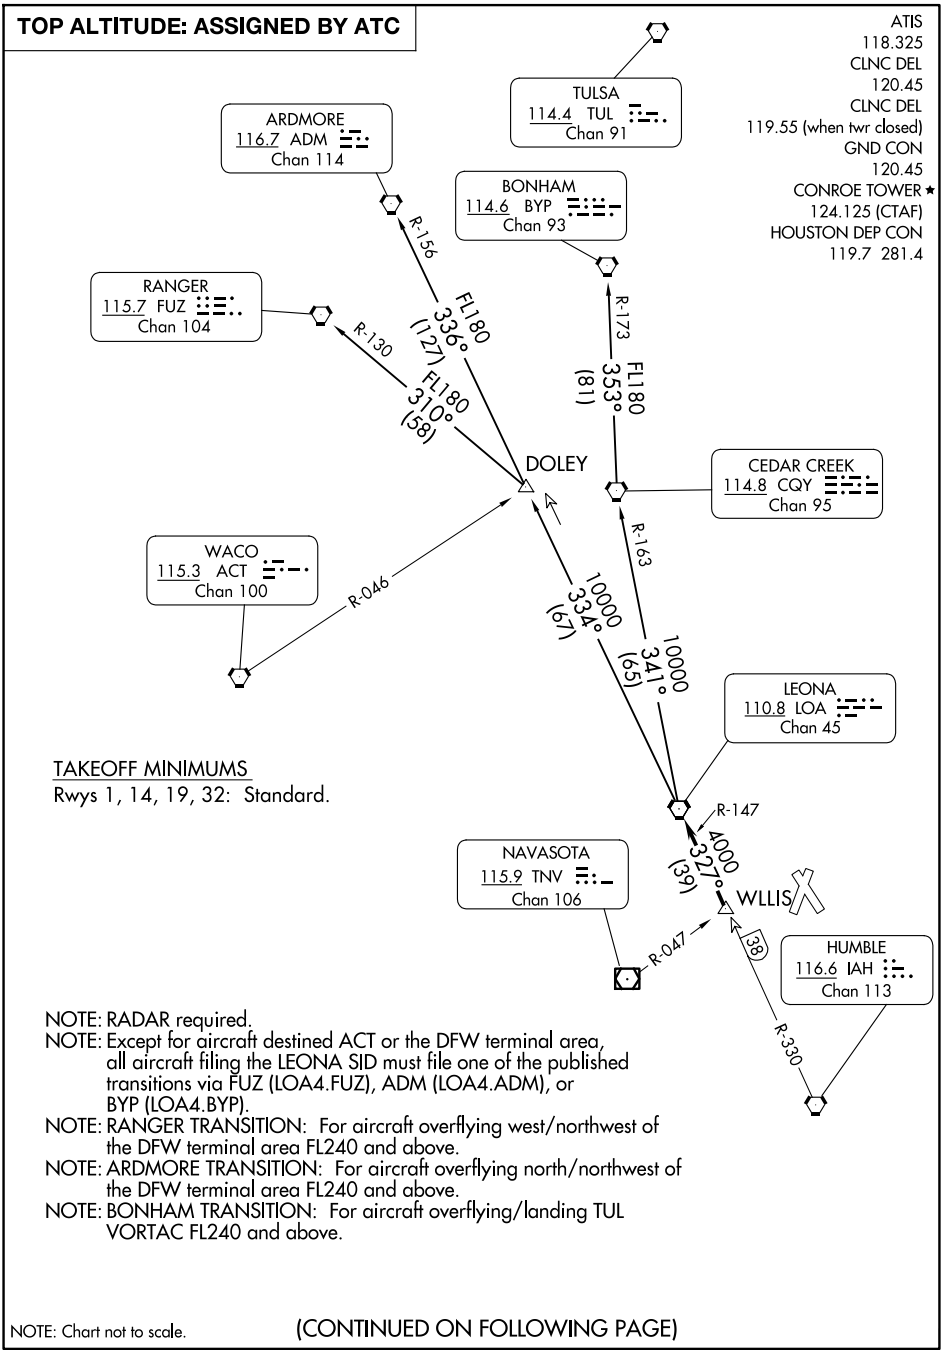 TOP ALTITUDE: ASSIGNED BY ATC
ATIS
118.325
CLNC DEL
120.45
CLNC DEL
119.55 (when twr closed)
GND CON
120.45
CONROE TOWER ★
124.125 (CTAF)
HOUSTON DEP CON
119.7 281.4
TULSA
114.4 TUL
Chan 91
ARDMORE
116.7 ADM
Chan 114
BONHAM
114.6 BYP
Chan 93
RANGER
115.7 FUZ
Chan 104
R-156
R-130
R-173
FL180
336°
(127)
FL180
310°
(58)
FL180
353°
(81)
DOLEY
CEDAR CREEK
114.8 CQY
Chan 95
WACO
115.3 ACT
Chan 100
R-046
R-163
10000
334°
(67)
10000
341°
(65)
LEONA
110.8 LOA
Chan 45
TAKEOFF MINIMUMS
Rwys 1, 14, 19, 32: Standard.
R-147
4000
327°
(39)
NAVASOTA
115.9 TNV
Chan 106
WLLIS
R-047
38
HUMBLE
116.6 IAH
Chan 113
R-330
NOTE: RADAR required.
NOTE: Except for aircraft destined ACT or the DFW terminal area,
all aircraft filing the LEONA SID must file one of the published
transitions via FUZ (LOA4.FUZ), ADM (LOA4.ADM), or
BYP (LOA4.BYP).
NOTE: RANGER TRANSITION: For aircraft overflying west/northwest of
the DFW terminal area FL240 and above.
NOTE: ARDMORE TRANSITION: For aircraft overflying north/northwest of
the DFW terminal area FL240 and above.
NOTE: BONHAM TRANSITION: For aircraft overflying/landing TUL
VORTAC FL240 and above.
NOTE: Chart not to scale.
(CONTINUED ON FOLLOWING PAGE)